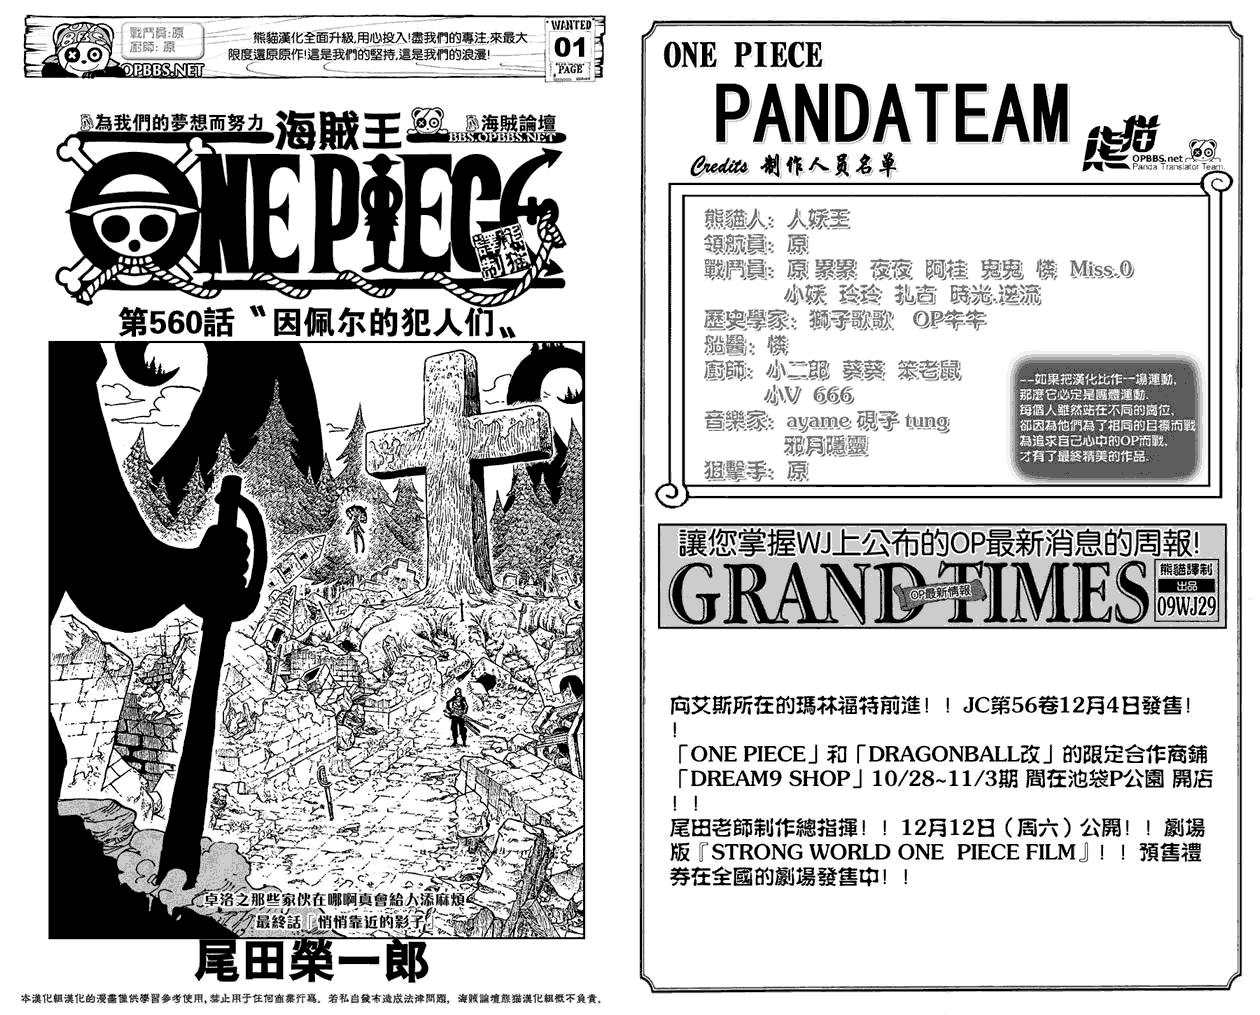 戰鬥員:原
廚師: 原
OPBBS.NET
熊貓漢化全面升級,用心投入!盡我們的專注,來最大
限度還原原作!這是我們的堅持,這是我們的浪漫!
WANTED
01
PAGE
為我們的夢想而努力
海賊王
海賊論壇
BBS.OPBBS.NET
ONE PIECE
第560話〝因佩尔的犯人们〟
卓洛之那些家伙在哪啊真會給人添麻煩
最終話『悄悄靠近的影子』
尾田榮一郎
本漢化組漢化的漫畫僅供學習參考使用,禁止用于任何商業行爲。若私自發布造成法律問題,海賊論壇熊猫漢化組概不負責。
ONE PIECE
PANDATEAM
熊猫
OPBBS.net
Panda Translator Team
Credits 制作人员名单
熊貓人: 人妖王
領航員: 原
戰鬥員: 原 累累 夜夜 阿桂 鬼鬼 憐 Miss.0
小妖 玲玲 扎古 時光.逆流
歷史學家: 獅子歌歌 OP牛牛
船醫: 憐
廚師: 小二郎 葵葵 笨老鼠
小V 666
音樂家: ayame 硯子 tung
邪月隱靈
狙擊手: 原
--如果把漢化比作一場運動,
那麼它必定是團體運動.
每個人雖然站在不同的崗位,
卻因為他們為了相同的目標而戰
為追求自己心中的OP而戰,
才有了最終精美的作品.
讓您掌握WJ上公布的OP最新消息的周報!
GRAND TIMES
OP最新情報
熊貓譯制
出品
09WJ29
向艾斯所在的瑪林福特前進!! JC第56卷12月4日發售!
!
「ONE PIECE」和「DRAGONBALL改」的限定合作商鋪
「DREAM9 SHOP」10/28~11/3期 間在池袋P公園 開店
!!
尾田老師制作總指揮!! 12月12日(周六)公開!! 劇場
版『STRONG WORLD ONE PIECE FILM』!! 預售禮
券在全國的劇場發售中!!